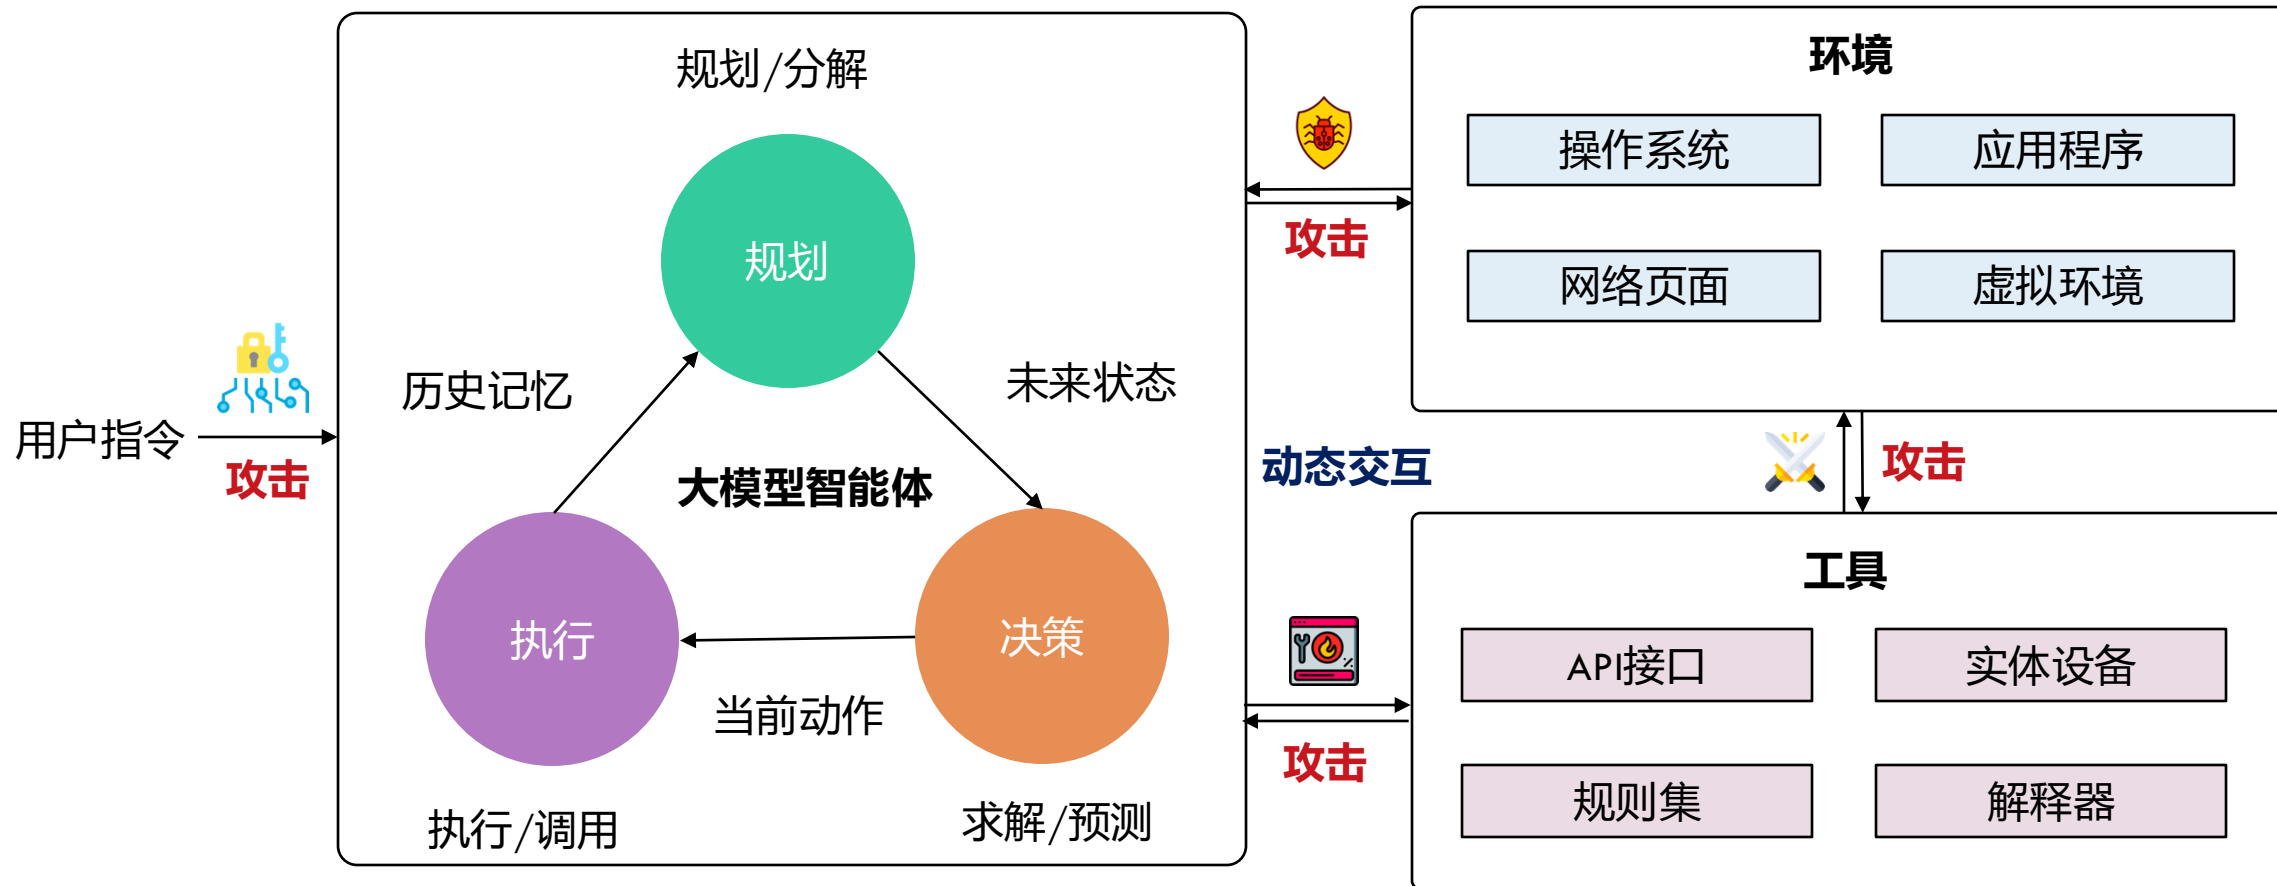 用户指令
攻击
规划/分解
规划
历史记忆
未来状态
大模型智能体
执行
决策
当前动作
执行/调用
求解/预测
攻击
动态交互
攻击
环境
操作系统
应用程序
网络页面
虚拟环境
攻击
工具
API接口
实体设备
规则集
解释器